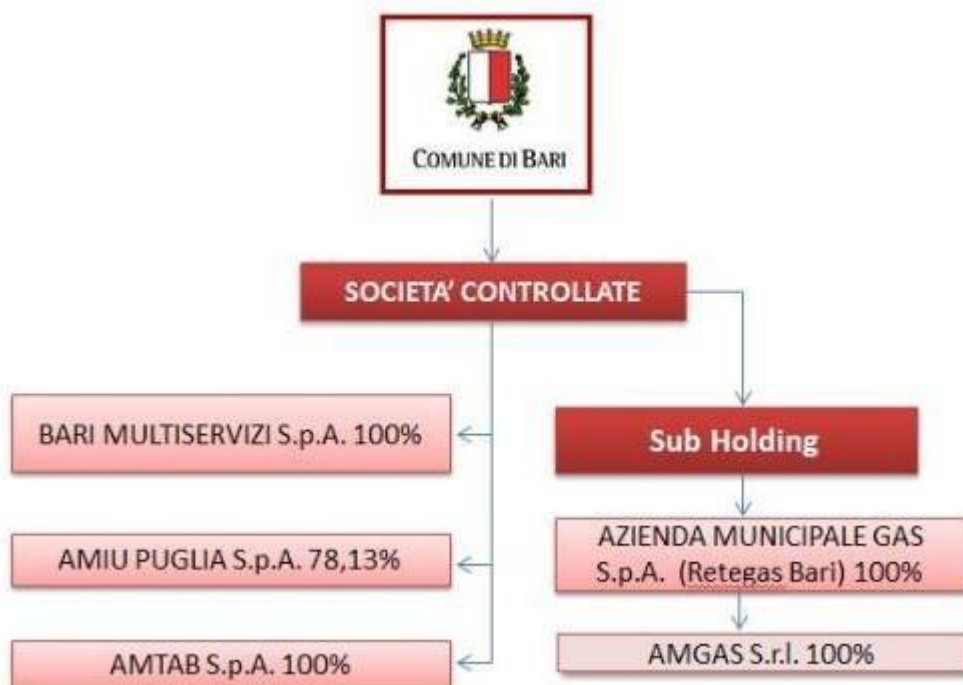 COMUNE DI BARI
SOCIETA' CONTROLLATE
BARI MULTISERVIZI S.p.A. 100%
AMIU PUGLIA S.p.A. 78,13%
AMTAB S.p.A. 100%
Sub Holding
AZIENDA MUNICIPALE GAS
S.p.A. (Retegas Bari) 100%
AMGAS S.r.l. 100%